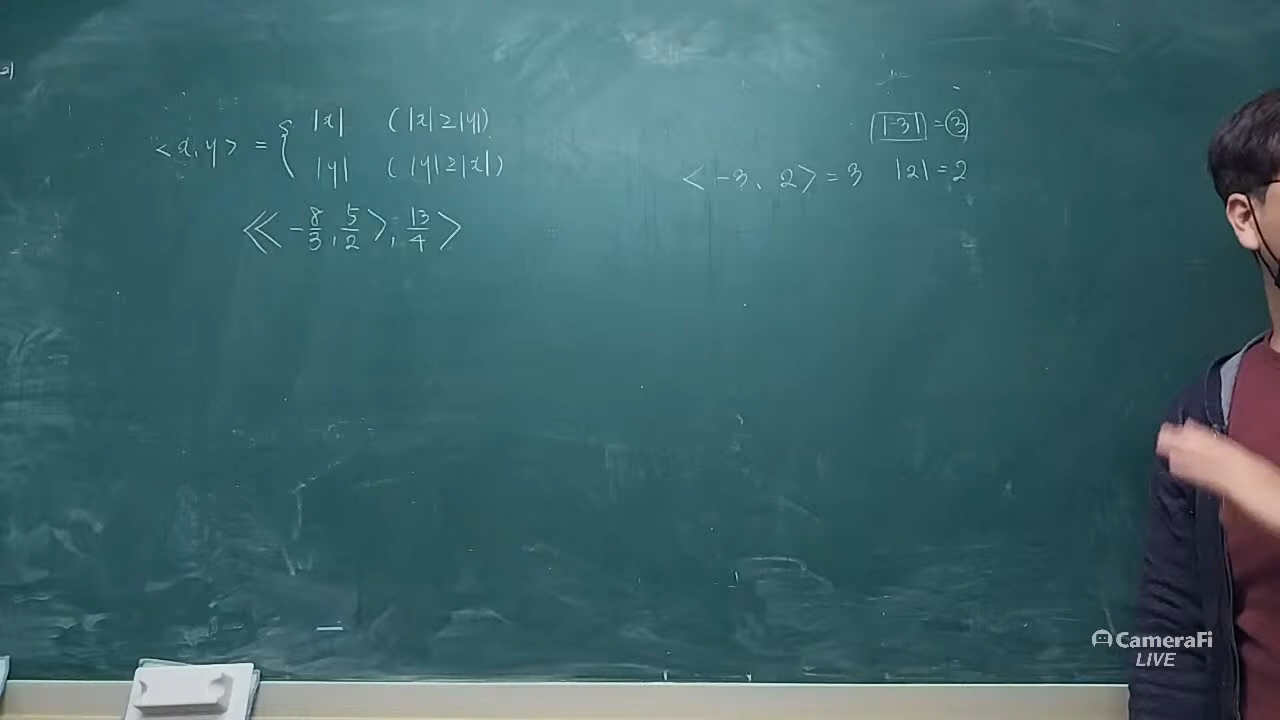 <x, y> = { |x| (|x| ≥ |y|)
|y| (|y| ≥ |x|)
<< -8/3, 5/2 >, 13/4 >
|-3| = 3
< -3, 2 > = 3 |2| = 2
CameraFi
LIVE